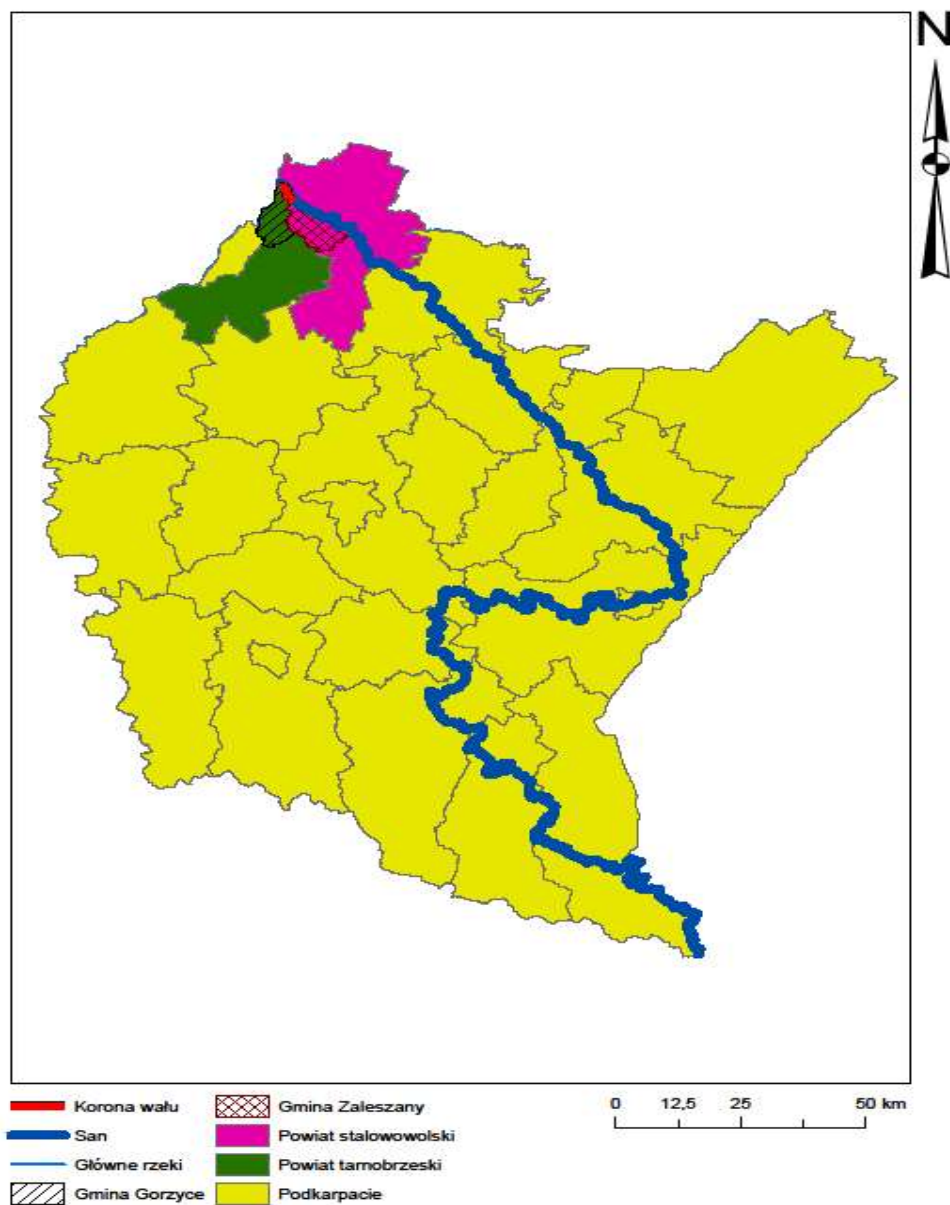 N
Korona wału
San
Główne rzeki
Gmina Gorzyce
Gmina Zaleszany
Powiat stalowowolski
Powiat tarnobrzeski
Podkarpacie
0 12,5 25 50 km